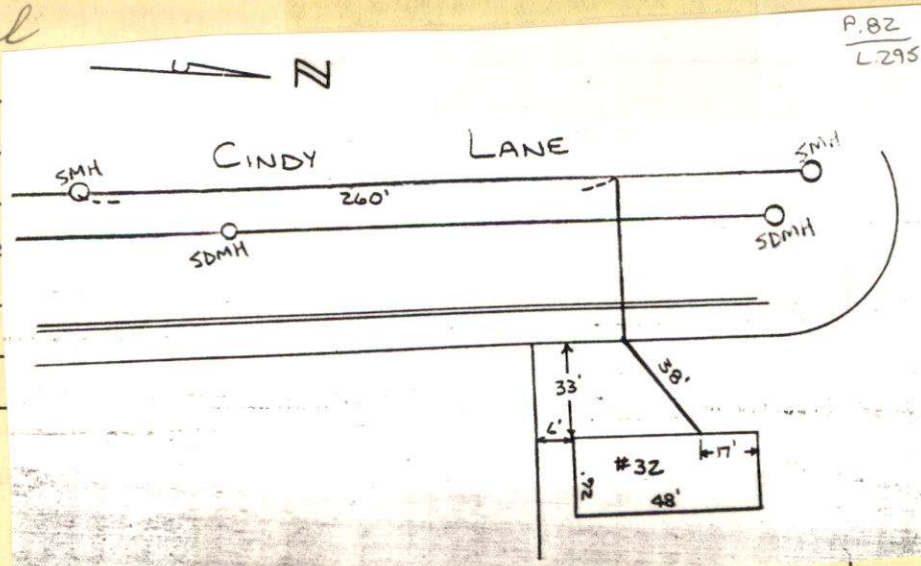 P.82
L.295
N
CINDY LANE
SMH
SMH
260'
SDMH
SDMH
33'
38'
6'
17'
#32
26'
48'